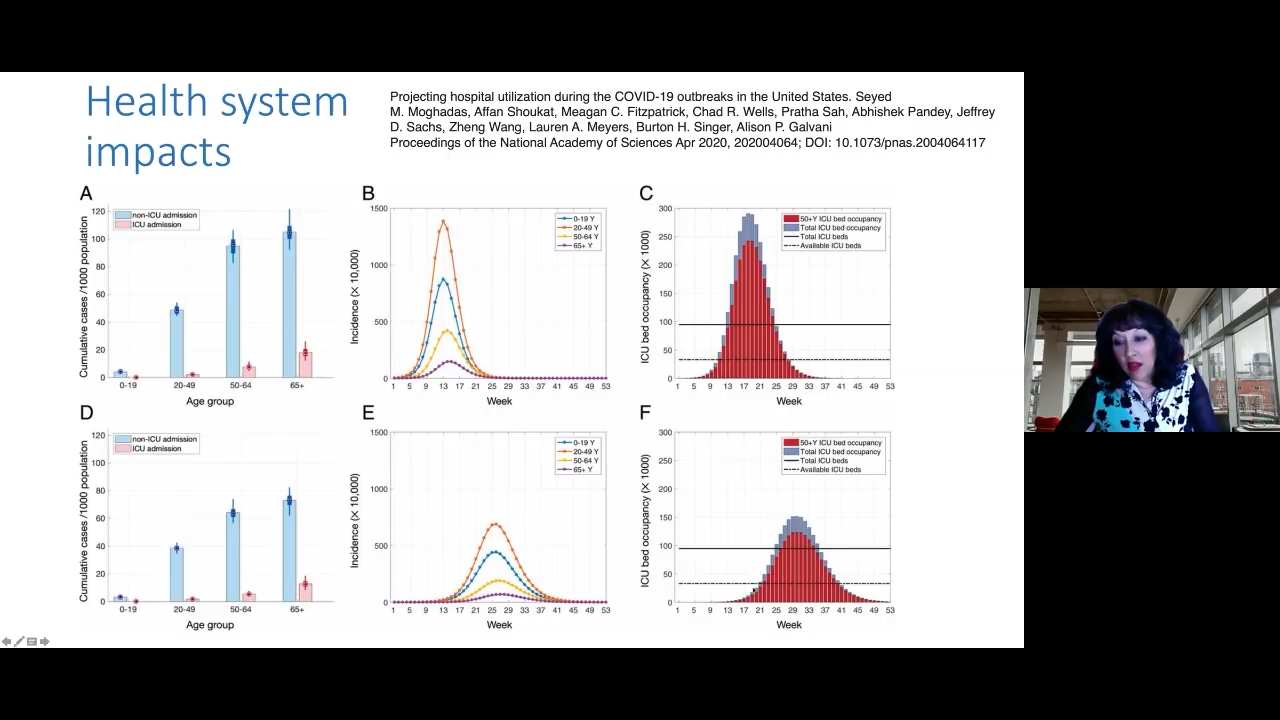 Health system
impacts
Projecting hospital utilization during the COVID-19 outbreaks in the United States. Seyed
M. Moghadas, Affan Shoukat, Meagan C. Fitzpatrick, Chad R. Wells, Pratha Sah, Abhishek Pandey, Jeffrey
D. Sachs, Zheng Wang, Lauren A. Meyers, Burton H. Singer, Alison P. Galvani
Proceedings of the National Academy of Sciences Apr 2020, 202004064; DOI: 10.1073/pnas.2004064117
A
Cumulative cases /1000 population
120
100
80
60
40
20
0
non-ICU admission
ICU admission
0-19 20-49 50-64 65+
Age group
B
Incidence (X 10,000)
1500
1000
500
0
0-19 Y
20-49 Y
50-64 Y
65+ Y
1 5 9 13 17 21 25 29 33 37 41 45 49 53
Week
C
ICU bed occupancy (X 1000)
300
250
200
150
100
50
0
50+Y ICU bed occupancy
Total ICU bed occupancy
Total ICU beds
Available ICU beds
1 5 9 13 17 21 25 29 33 37 41 45 49 53
Week
D
Cumulative cases /1000 population
120
100
80
60
40
20
0
non-ICU admission
ICU admission
0-19 20-49 50-64 65+
Age group
E
Incidence (X 10,000)
1500
1000
500
0
0-19 Y
20-49 Y
50-64 Y
65+ Y
1 5 9 13 17 21 25 29 33 37 41 45 49 53
Week
F
ICU bed occupancy (X 1000)
300
250
200
150
100
50
0
50+Y ICU bed occupancy
Total ICU bed occupancy
Total ICU beds
Available ICU beds
1 5 9 13 17 21 25 29 33 37 41 45 49 53
Week